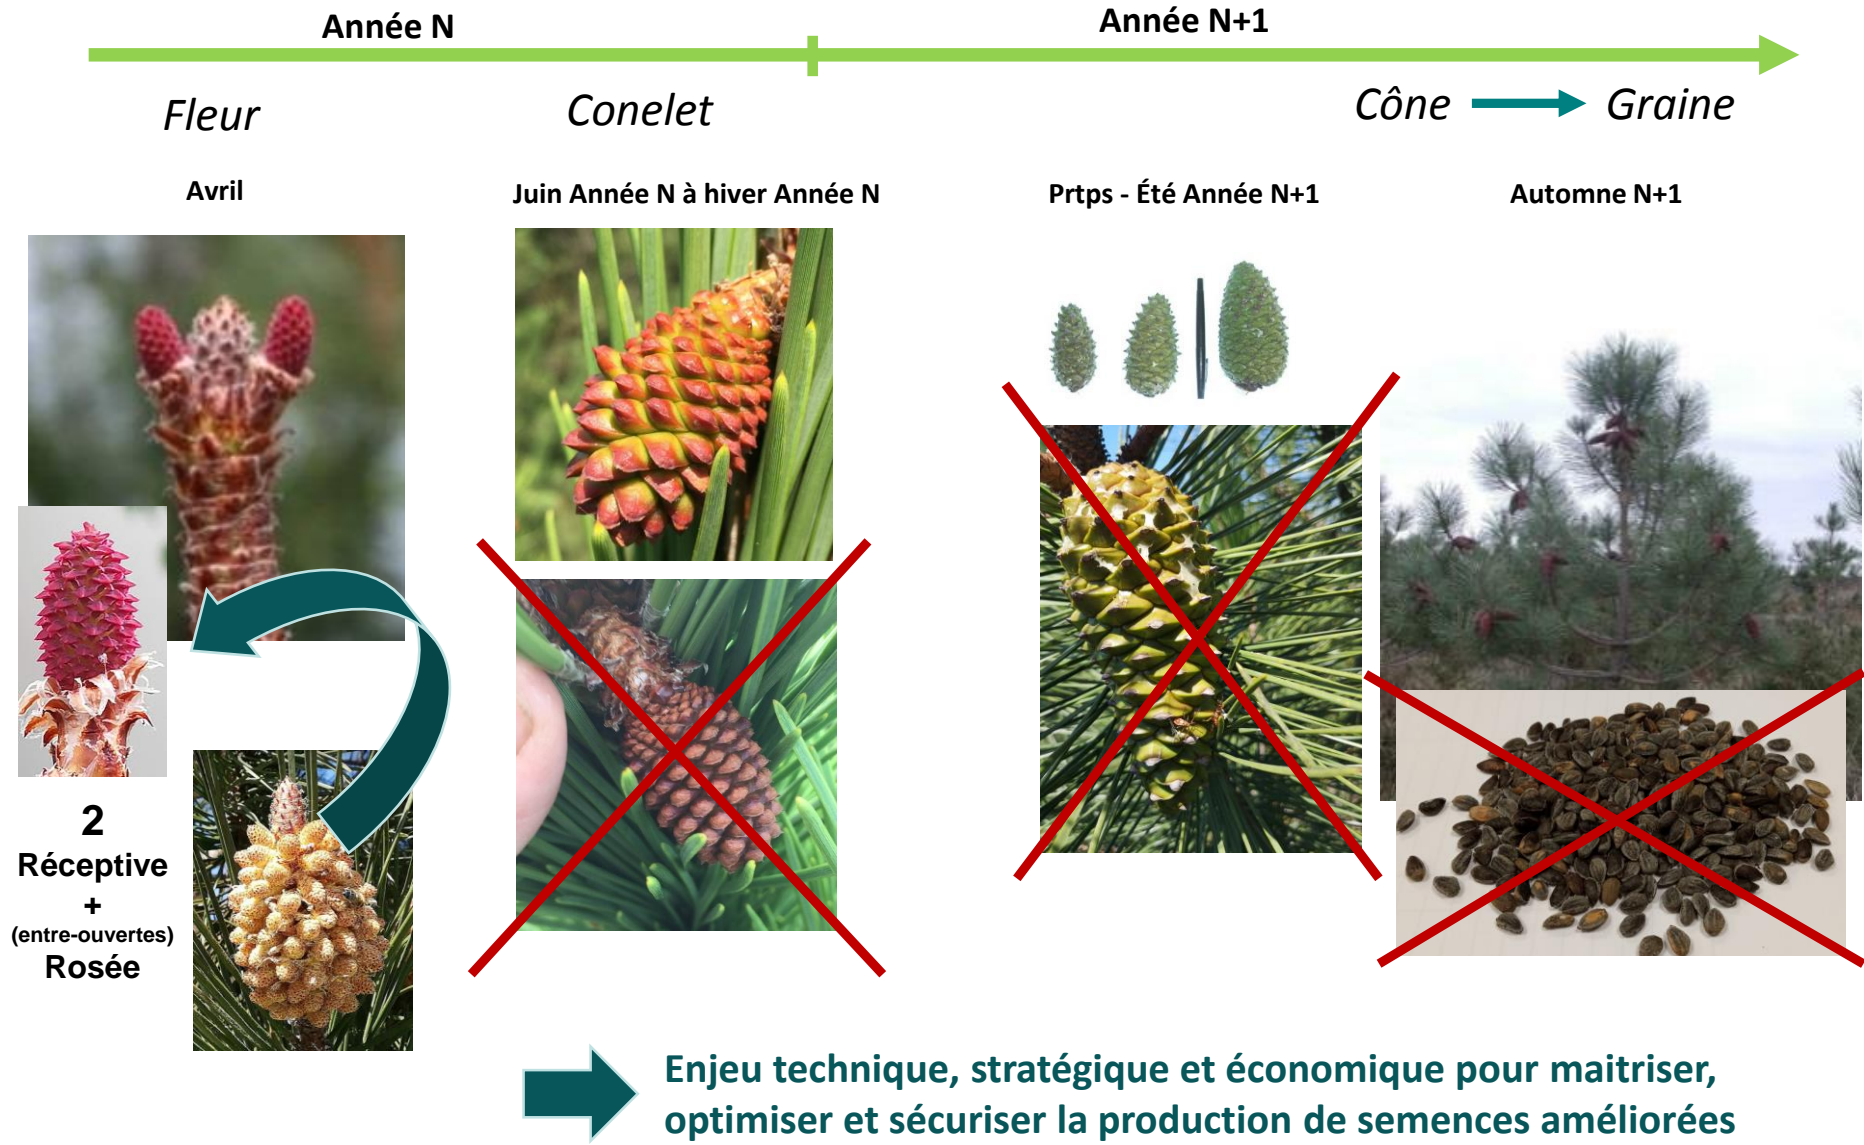 Année N
Année N+1
Fleur
Conelet
Cône
Graine
Avril
Juin Année N à hiver Année N
Prtps - Été Année N+1
Automne N+1
2
Réceptive
+
(entre-ouvertes)
Rosée
Enjeu technique, stratégique et économique pour maitriser,
optimiser et sécuriser la production de semences améliorées